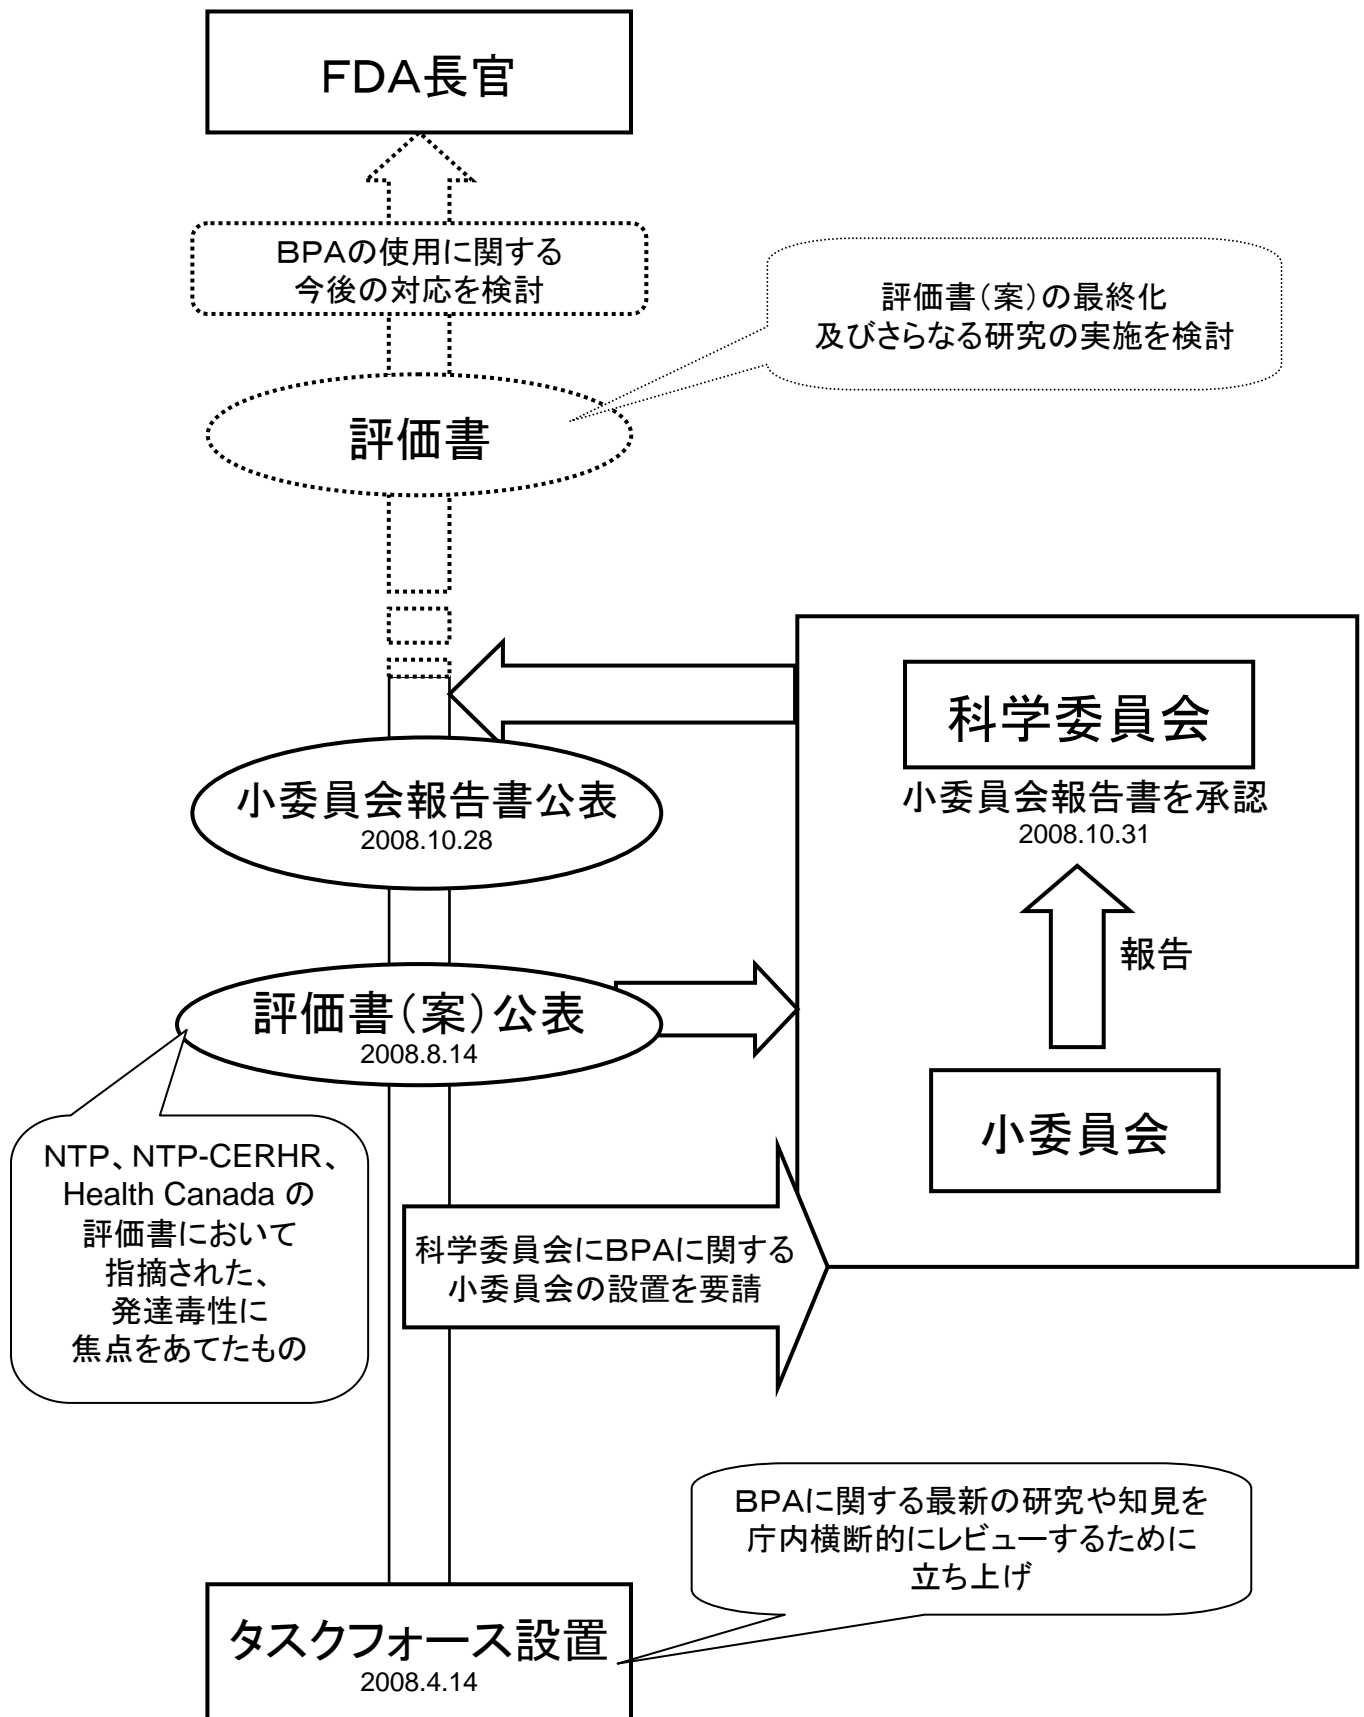 FDA長官
BPAの使用に関する
今後の対応を検討
評価書(案)の最終化
及びさらなる研究の実施を検討
評価書
科学委員会
小委員会報告書を承認
2008.10.31
小委員会報告書公表
2008.10.28
報告
評価書(案)公表
2008.8.14
小委員会
NTP、NTP-CERHR、
Health Canada の
評価書において
指摘された、
発達毒性に
焦点をあてたもの
科学委員会にBPAに関する
小委員会の設置を要請
BPAに関する最新の研究や知見を
庁内横断的にレビューするために
立ち上げ
タスクフォース設置
2008.4.14